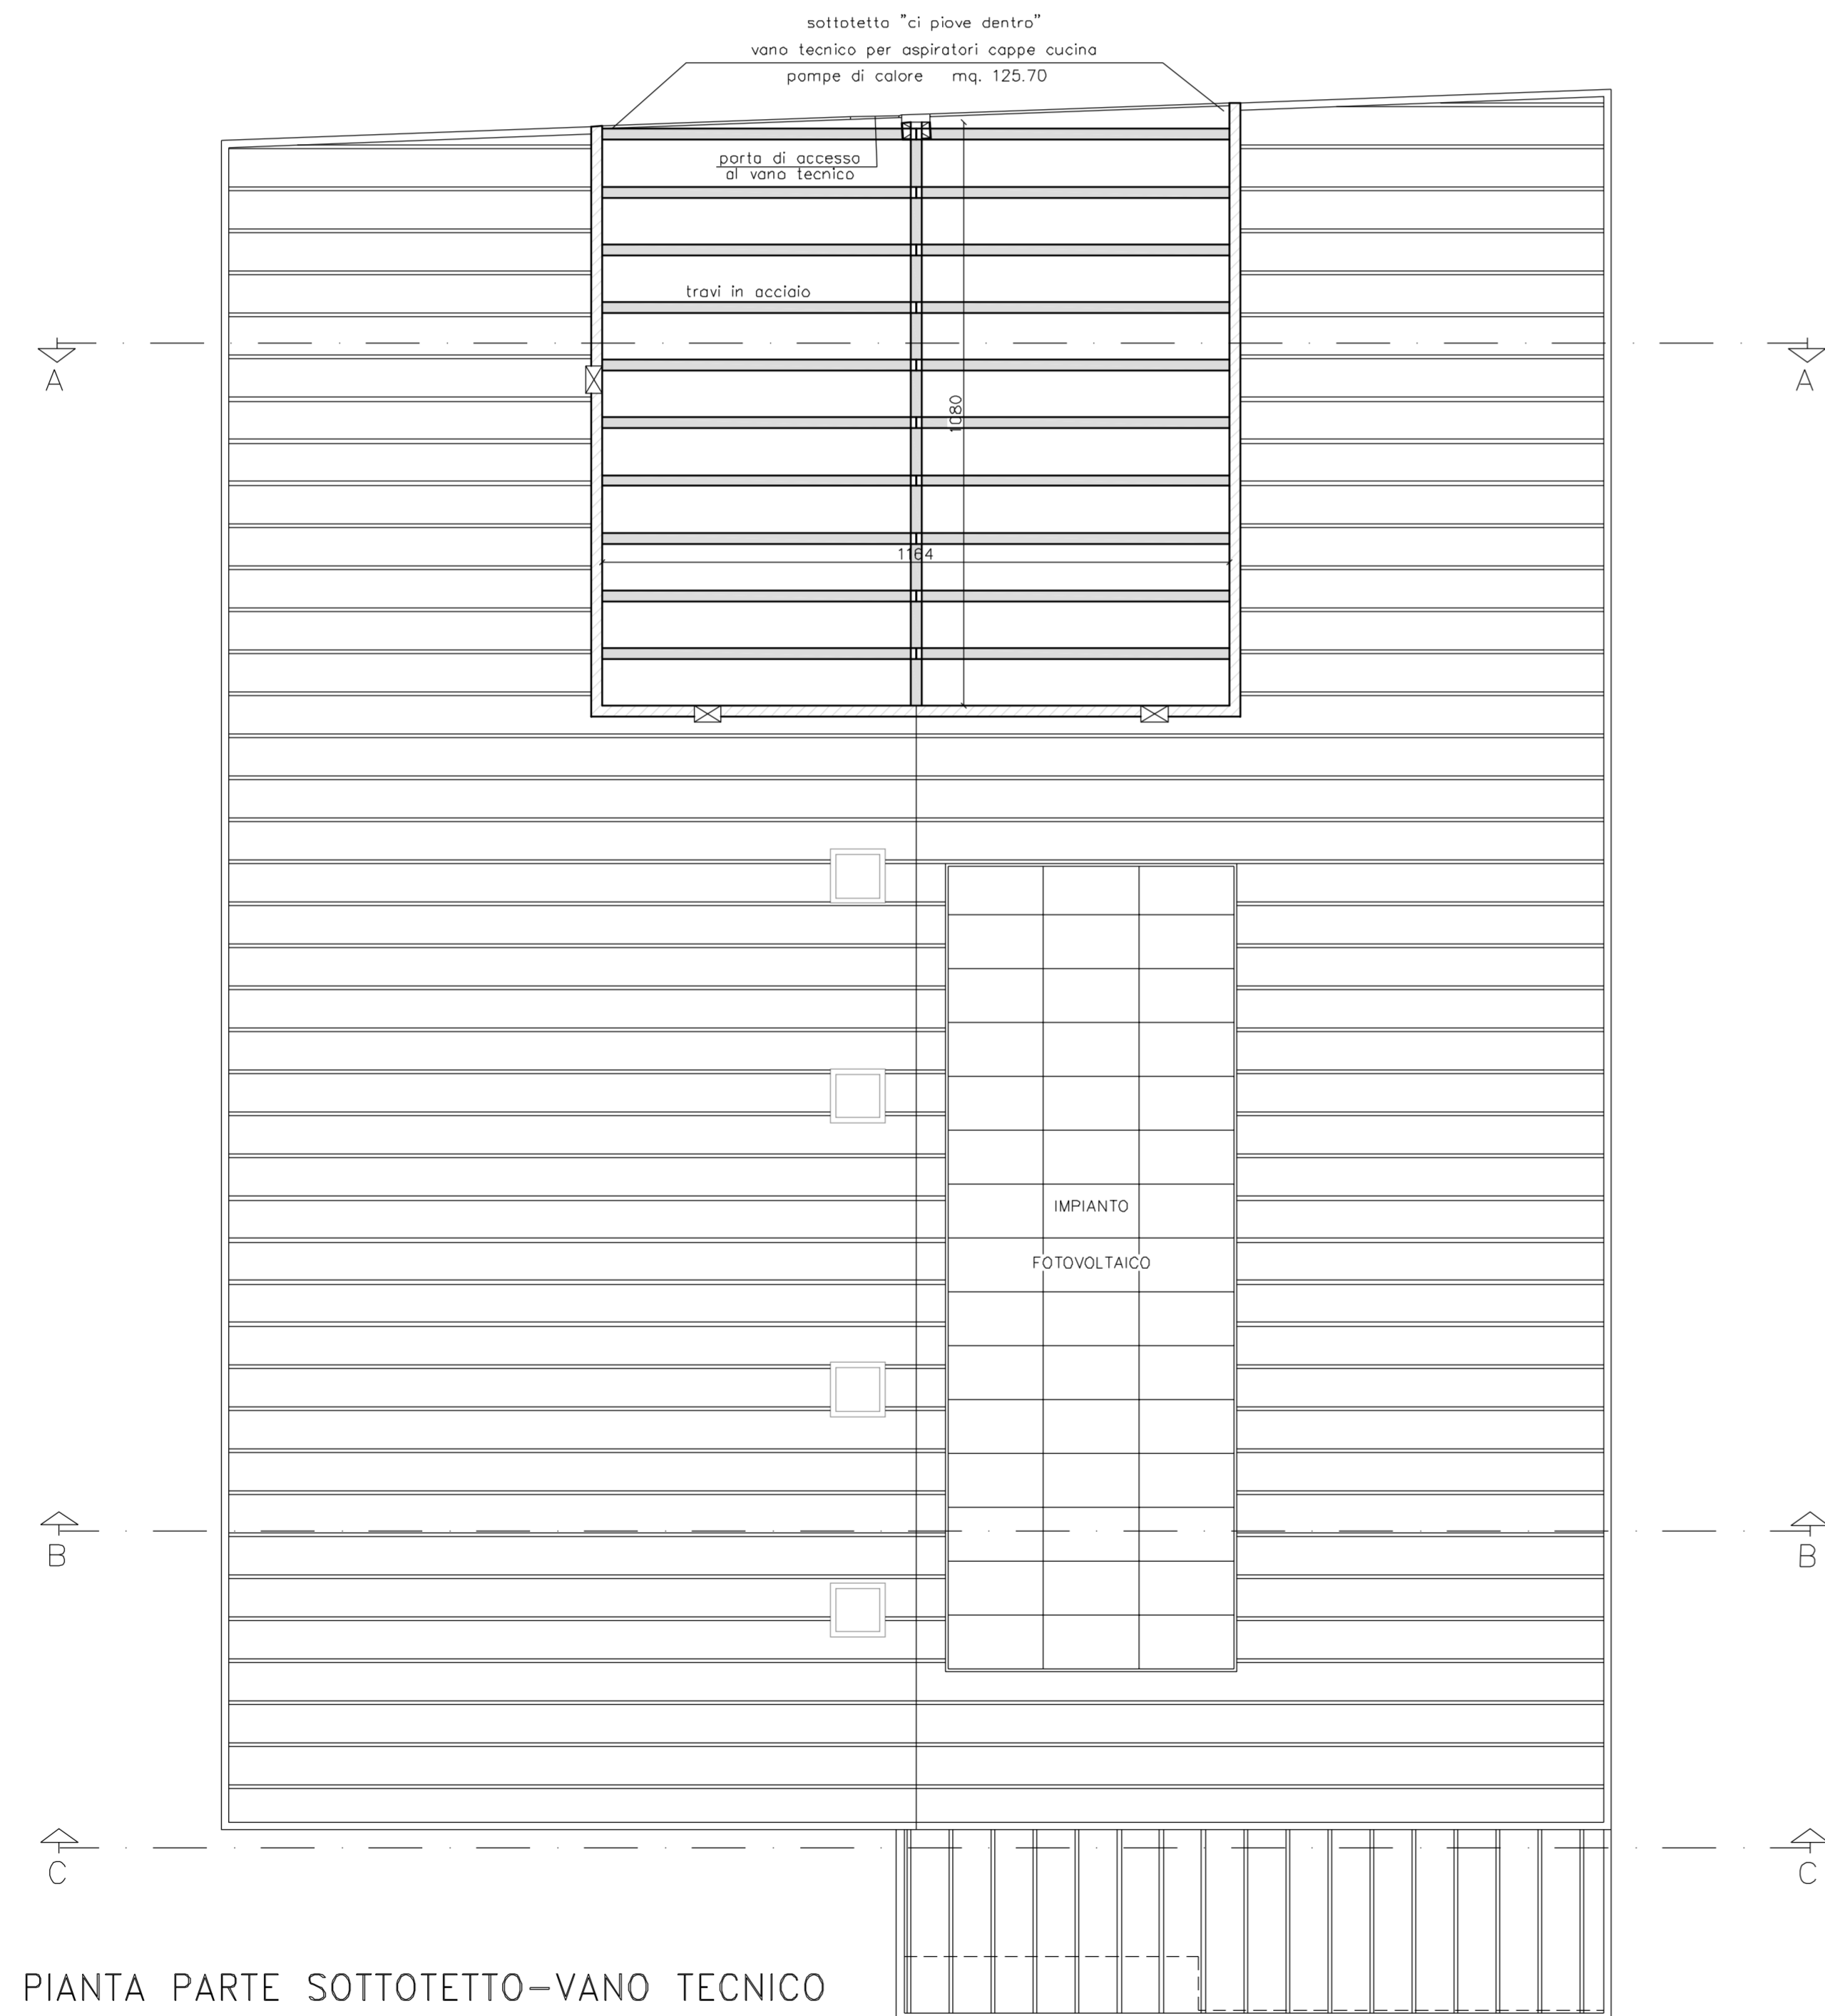 sottotetto "ci piove dentro"
vano tecnico per aspiratori cappe cucina
pompe di calore mq. 125.70
porta di accesso
al vano tecnico
travi in acciaio
A
A
1080
1164
IMPIANTO
FOTOVOLTAICO
B
B
C
C
PIANTA PARTE SOTTOTETTO-VANO TECNICO